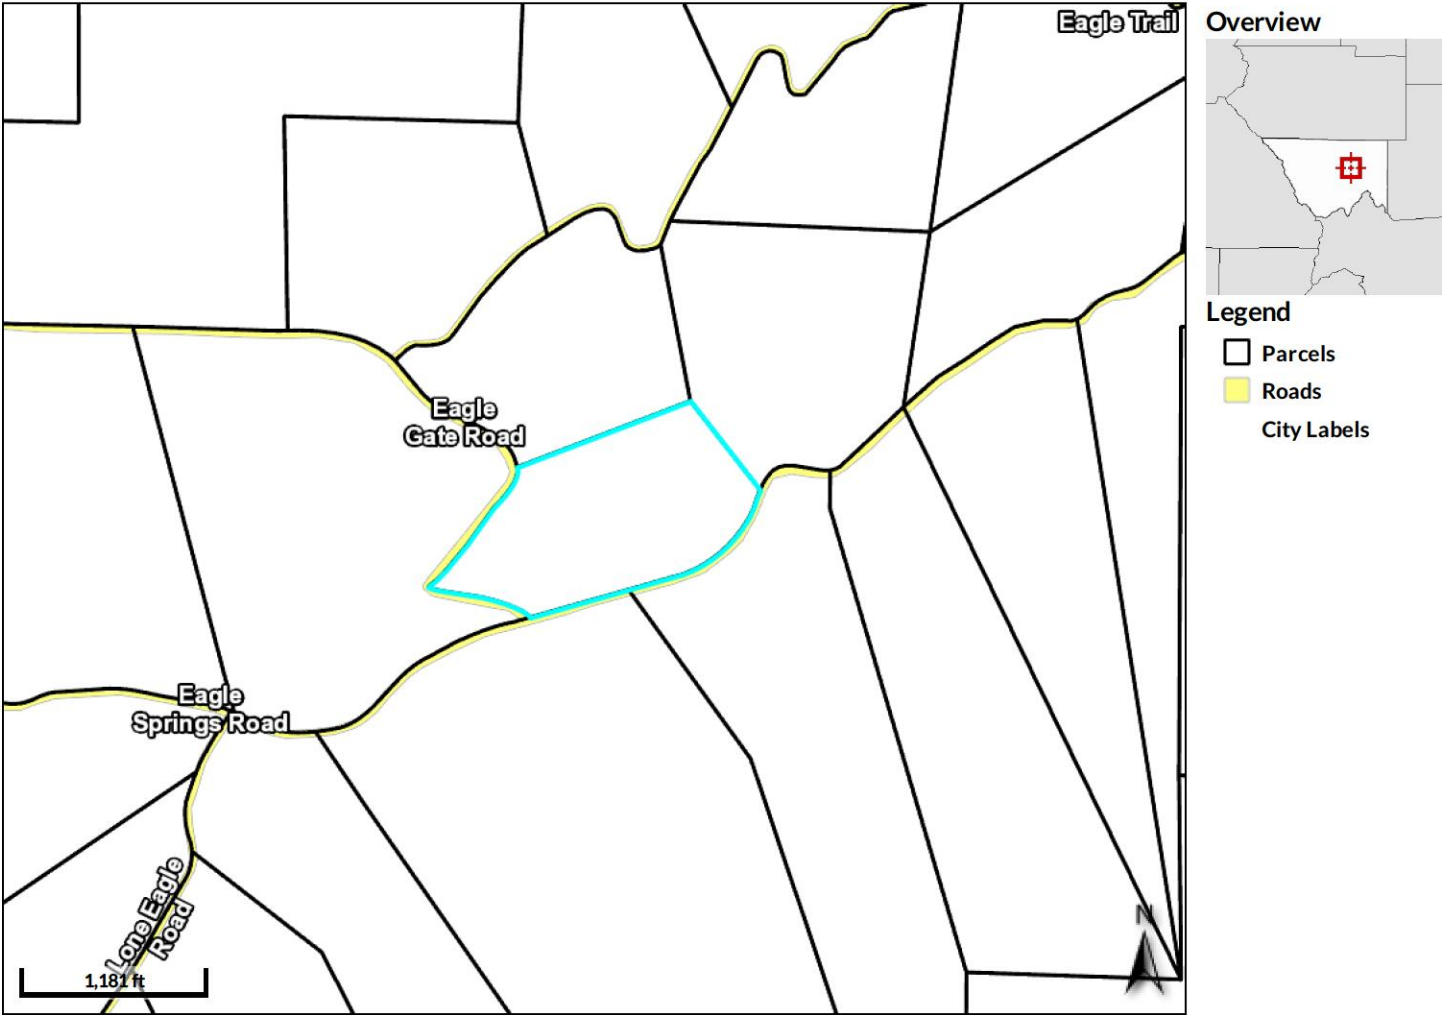 Eagle Trail
Overview
Legend
Parcels
Roads
City Labels
Eagle
Gate Road
Eagle
Springs Road
Lone Eagle
Road
1,181 ft
N